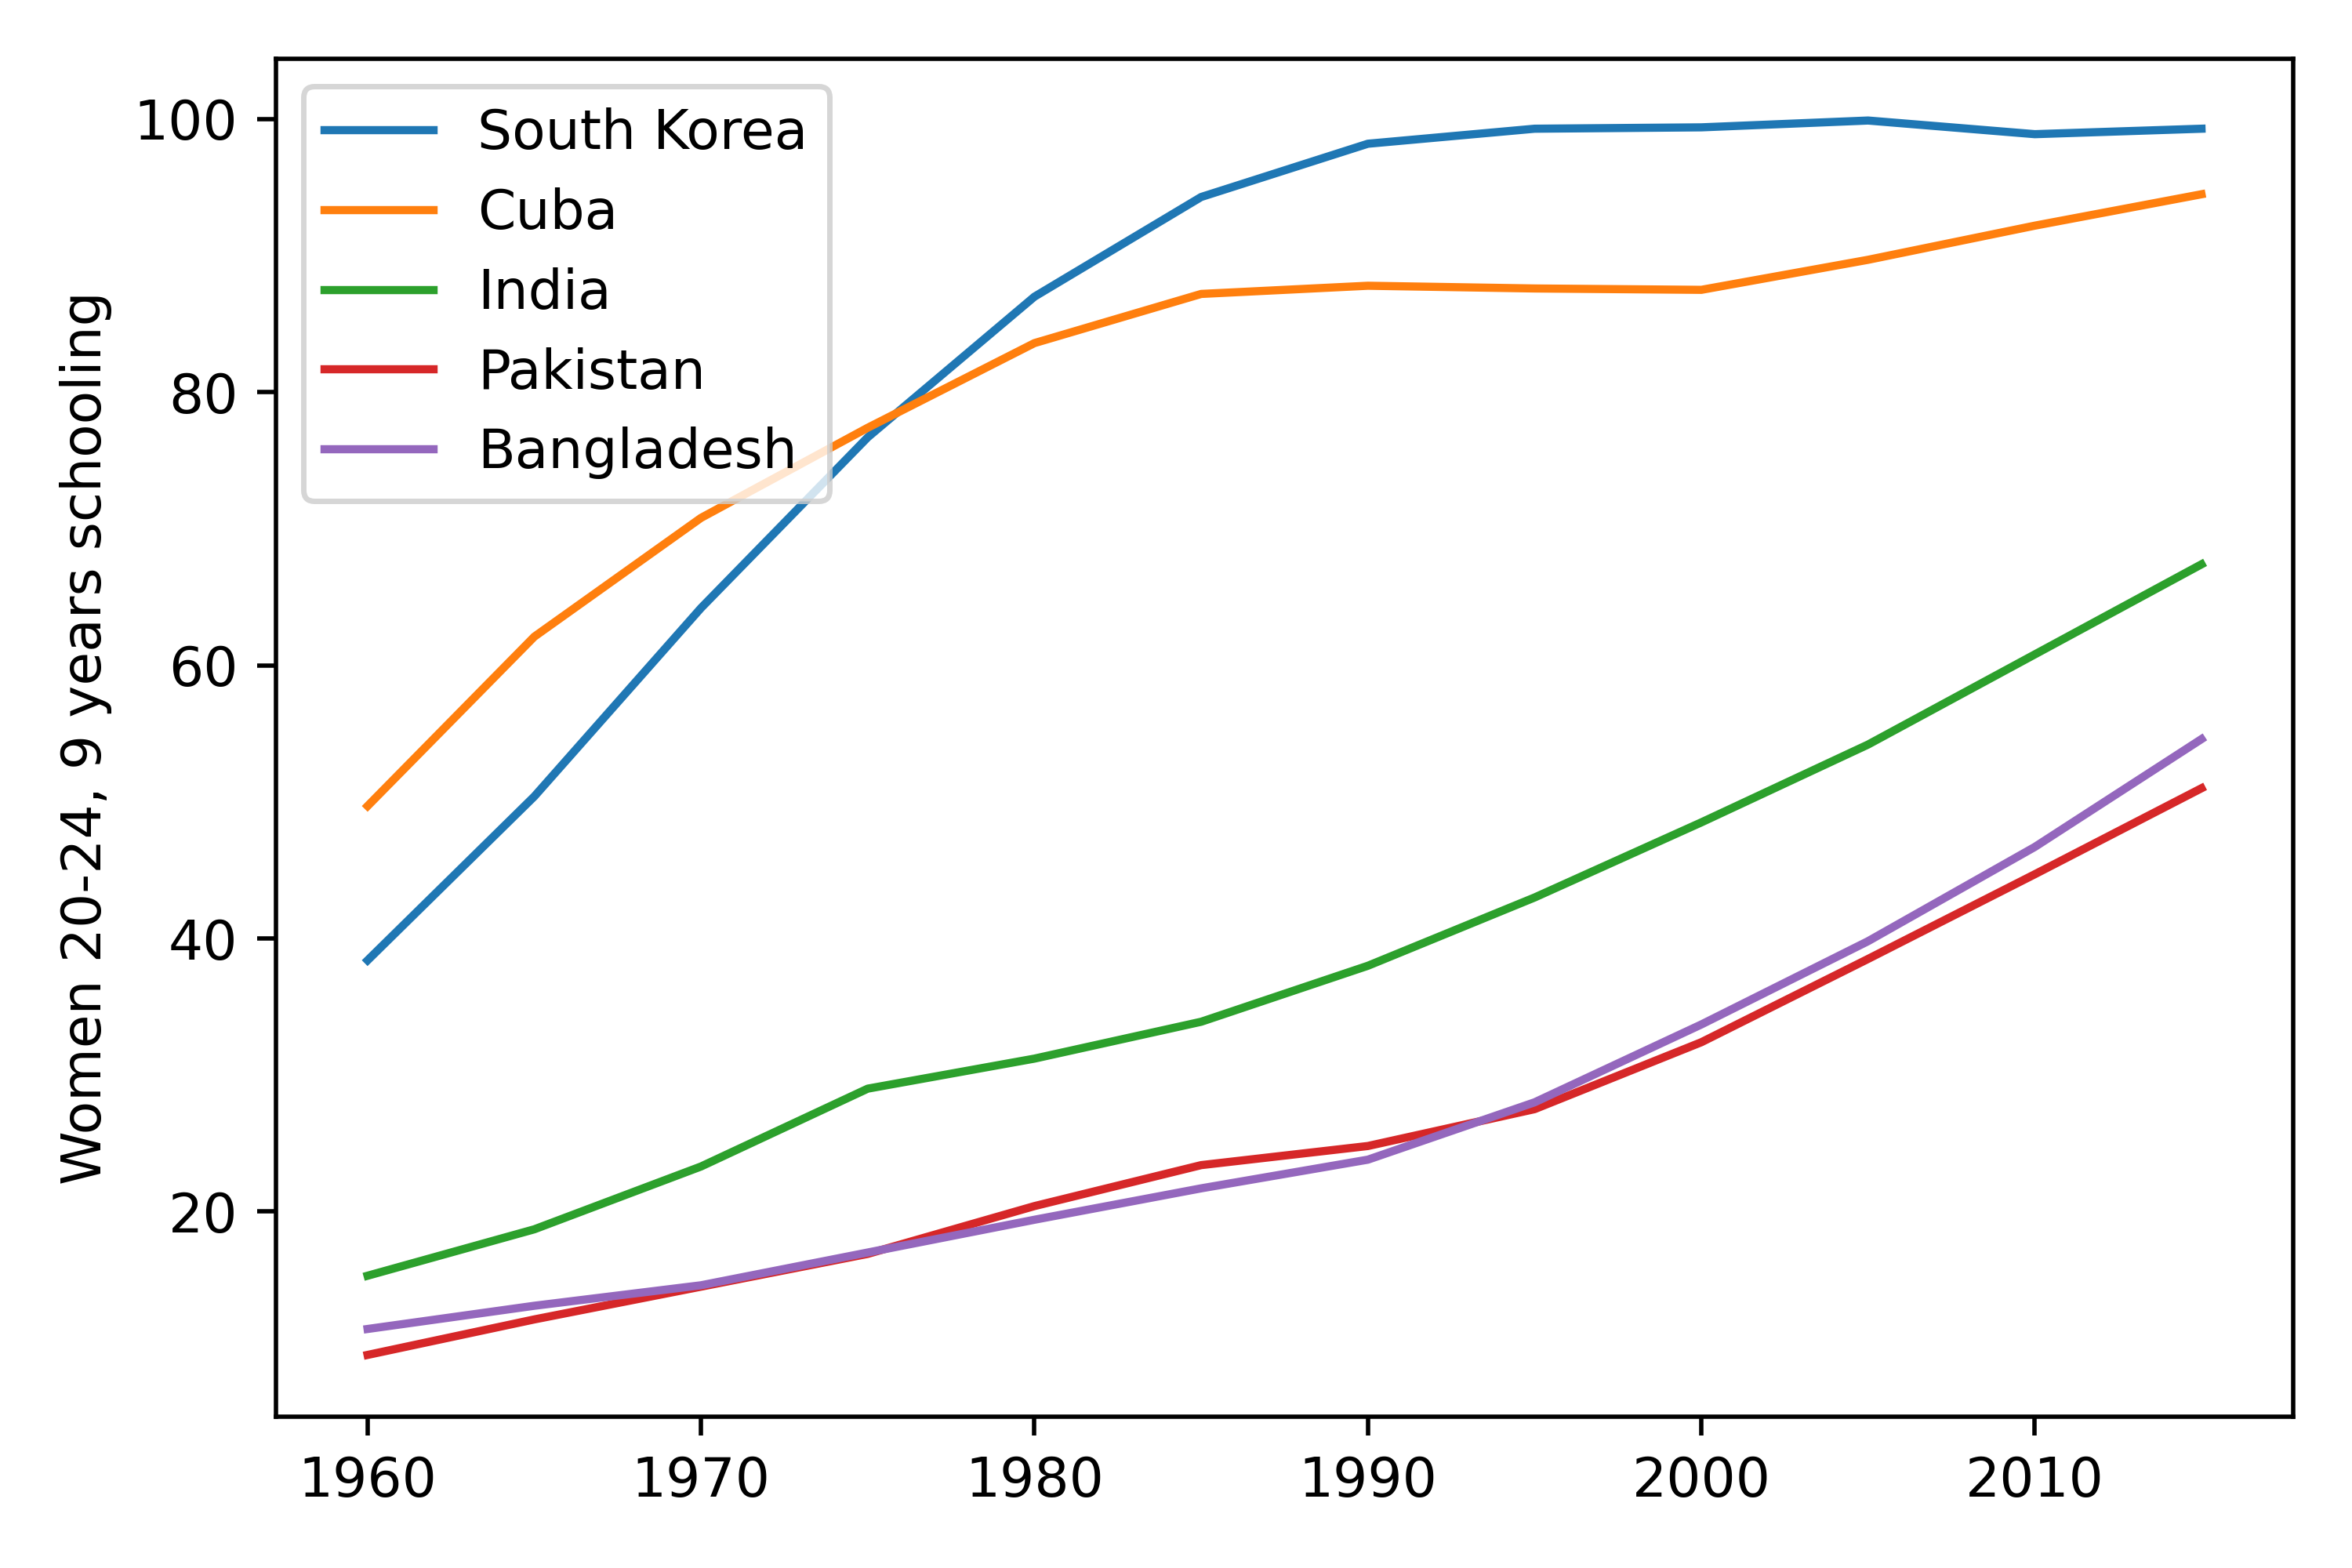 South Korea
Cuba
India
Pakistan
Bangladesh
Women 20-24, 9 years schooling
100
80
60
40
20
1960 1970 1980 1990 2000 2010